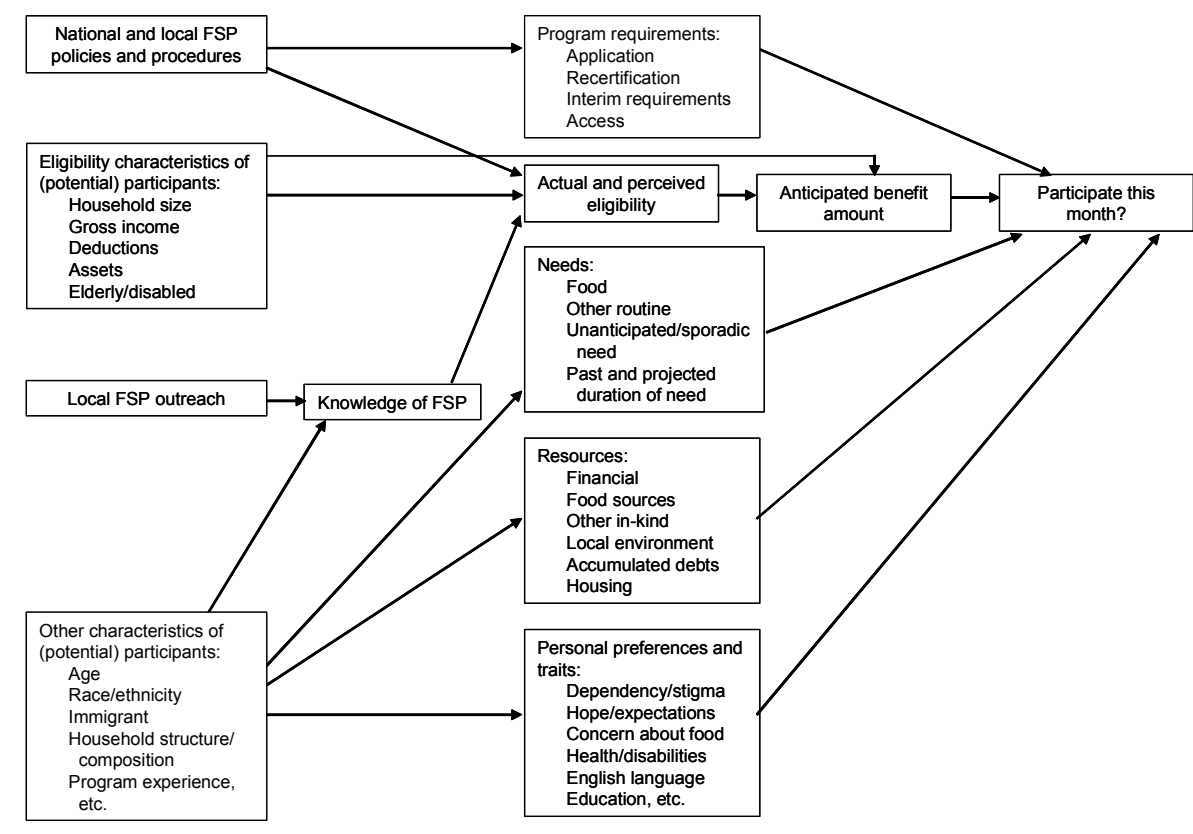 National and local FSP
policies and procedures
Program requirements:
Application
Recertification
Interim requirements
Access
Eligibility characteristics of
(potential) participants:
Household size
Gross income
Deductions
Assets
Elderly/disabled
Actual and perceived
eligibility
Anticipated benefit
amount
Participate this
month?
Needs:
Food
Other routine
Unanticipated/sporadic
need
Past and projected
duration of need
Local FSP outreach
Knowledge of FSP
Resources:
Financial
Food sources
Other in-kind
Local environment
Accumulated debts
Housing
Other characteristics of
(potential) participants:
Age
Race/ethnicity
Immigrant
Household structure/
composition
Program experience,
etc.
Personal preferences and
traits:
Dependency/stigma
Hope/expectations
Concern about food
Health/disabilities
English language
Education, etc.